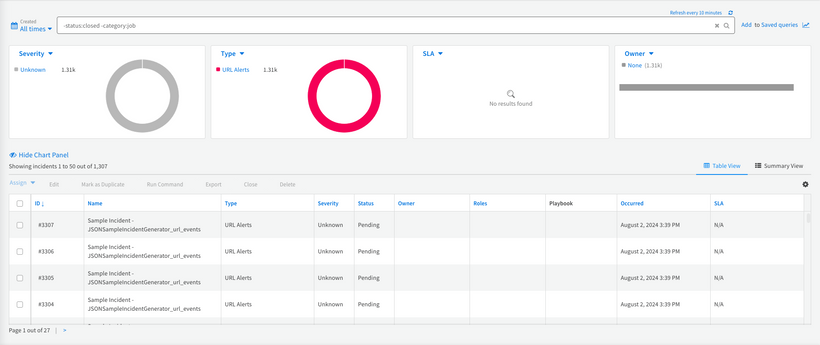 Refresh every 10 minutes
Created
All times
-status:closed -category:job
Add to Saved queries
Severity
Unknown 1.31k
Type
URL Alerts 1.31k
SLA
No results found
Owner
None (1.31k)
Hide Chart Panel
Showing incidents 1 to 50 out of 1,307
Table View Summary View
Assign Edit Mark as Duplicate Run Command Export Close Delete
ID Name Type Severity Status Owner Roles Playbook Occurred SLA
#3307 Sample Incident - URL Alerts Unknown Pending August 2, 2024 3:39 PM N/A
JSONSampleIncidentGenerator_url_events
#3306 Sample Incident - URL Alerts Unknown Pending August 2, 2024 3:39 PM N/A
JSONSampleIncidentGenerator_url_events
#3305 Sample Incident - URL Alerts Unknown Pending August 2, 2024 3:39 PM N/A
JSONSampleIncidentGenerator_url_events
#3304 Sample Incident - URL Alerts Unknown Pending August 2, 2024 3:39 PM N/A
JSONSampleIncidentGenerator_url_events
Page 1 out of 27 | »